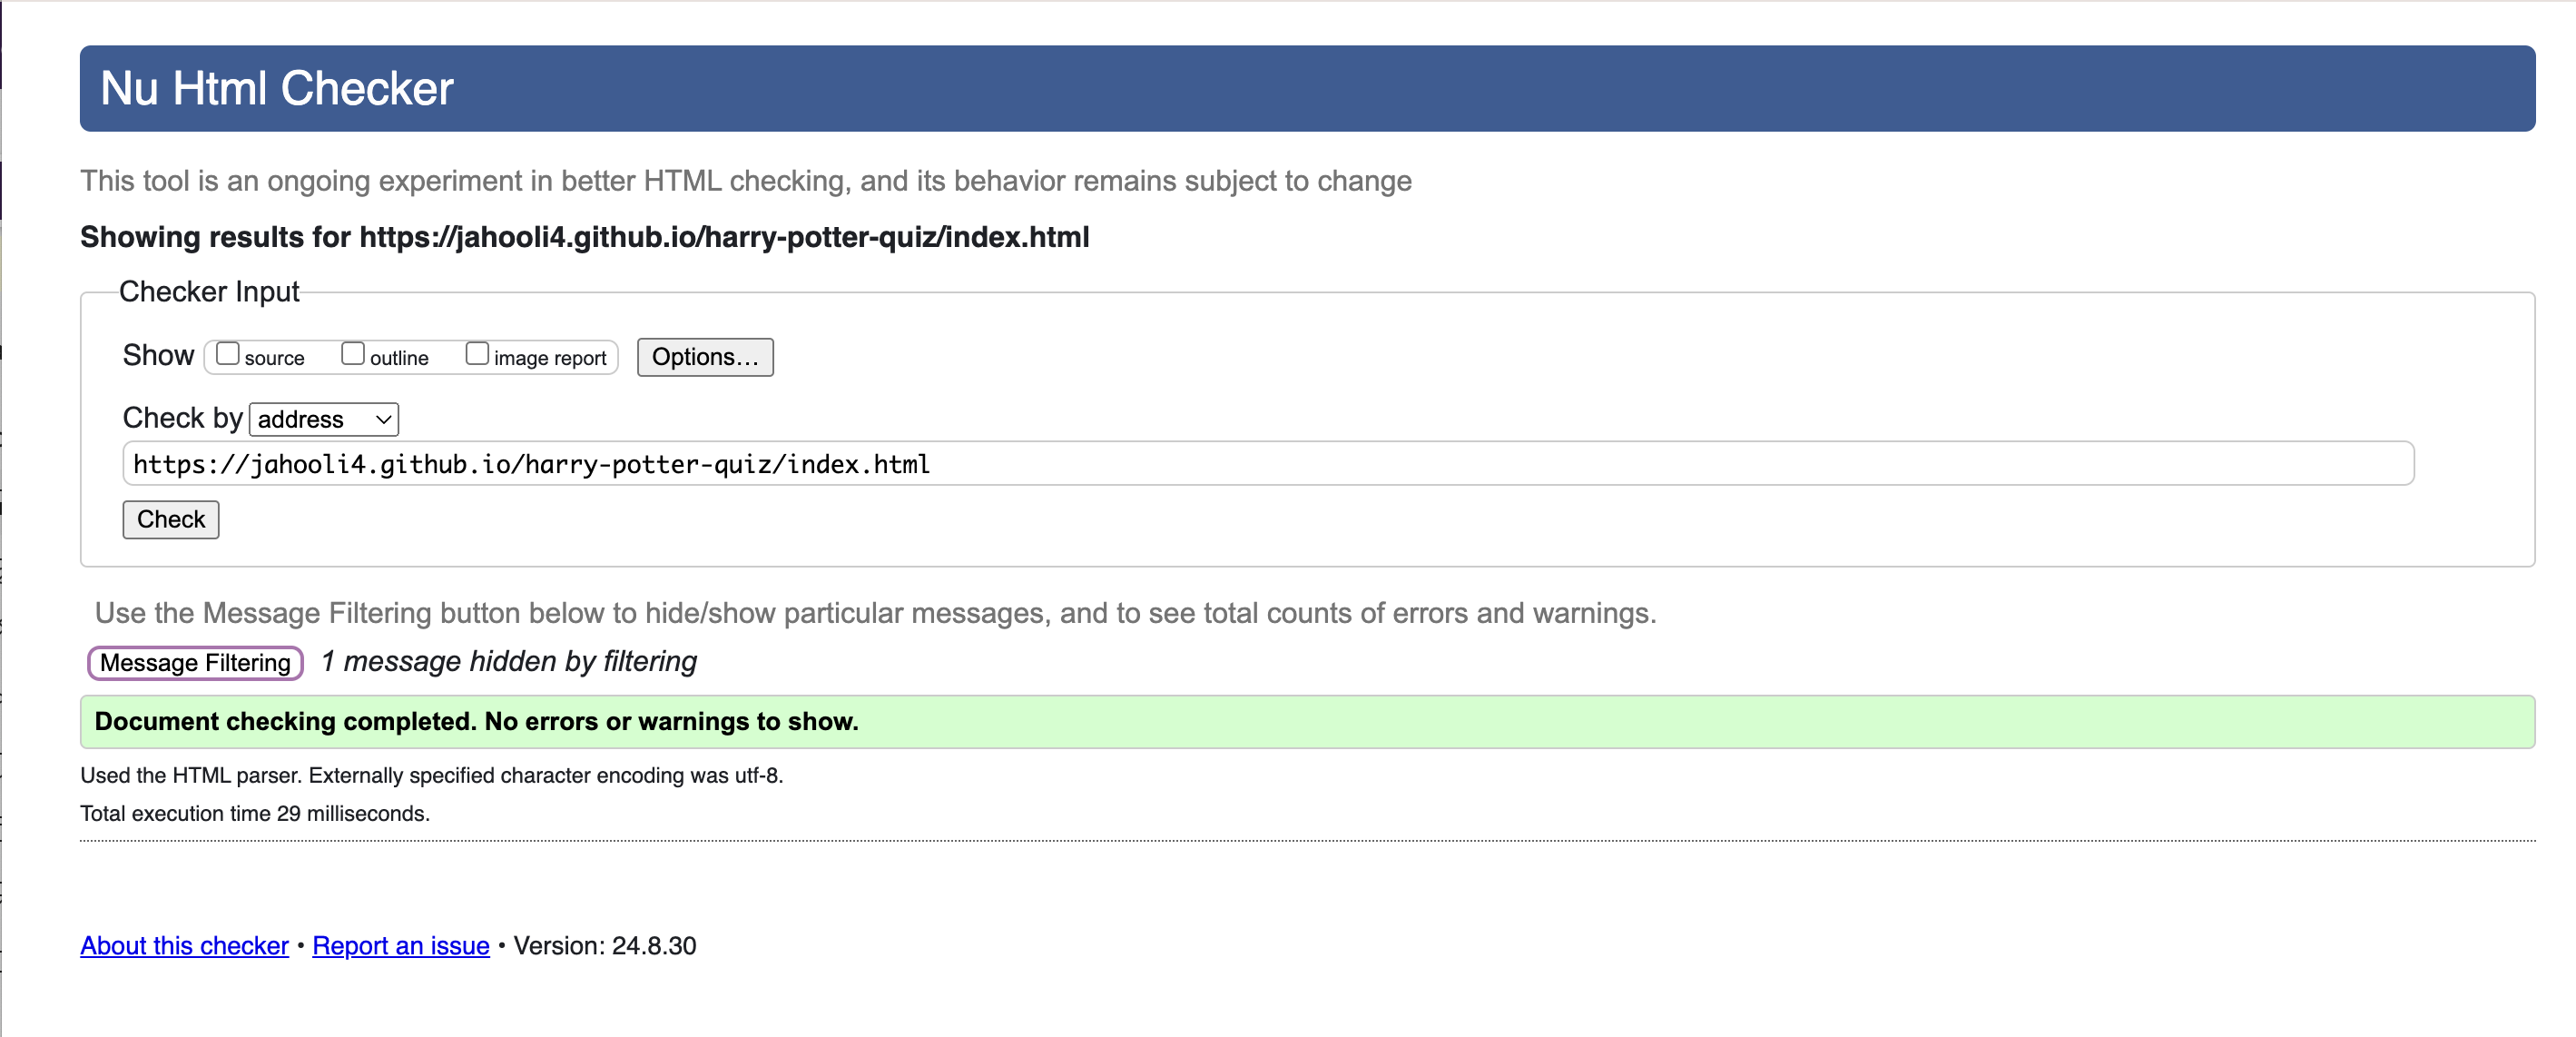 Nu Html Checker
This tool is an ongoing experiment in better HTML checking, and its behavior remains subject to change
Showing results for https://jahooli4.github.io/harry-potter-quiz/index.html
Checker Input
Show source outline image report Options...
Check by address
https://jahooli4.github.io/harry-potter-quiz/index.html
Check
Use the Message Filtering button below to hide/show particular messages, and to see total counts of errors and warnings.
Message Filtering 1 message hidden by filtering
Document checking completed. No errors or warnings to show.
Used the HTML parser. Externally specified character encoding was utf-8.
Total execution time 29 milliseconds.
About this checker • Report an issue • Version: 24.8.30